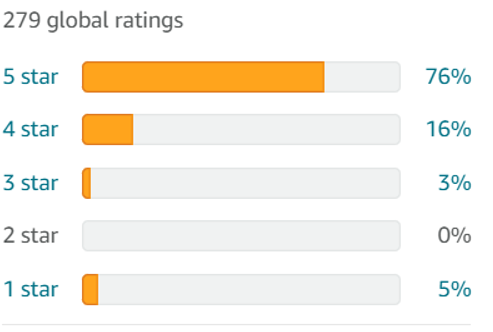 279 global ratings
5 star 76%
4 star 16%
3 star 3%
2 star 0%
1 star 5%